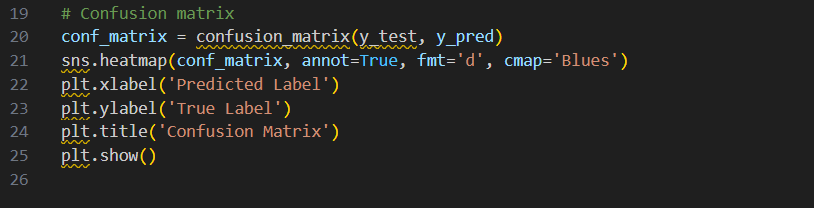 19 # Confusion matrix
20 conf_matrix = confusion_matrix(y_test, y_pred)
21 sns.heatmap(conf_matrix, annot=True, fmt='d', cmap='Blues')
22 plt.xlabel('Predicted Label')
23 plt.ylabel('True Label')
24 plt.title('Confusion Matrix')
25 plt.show()
26